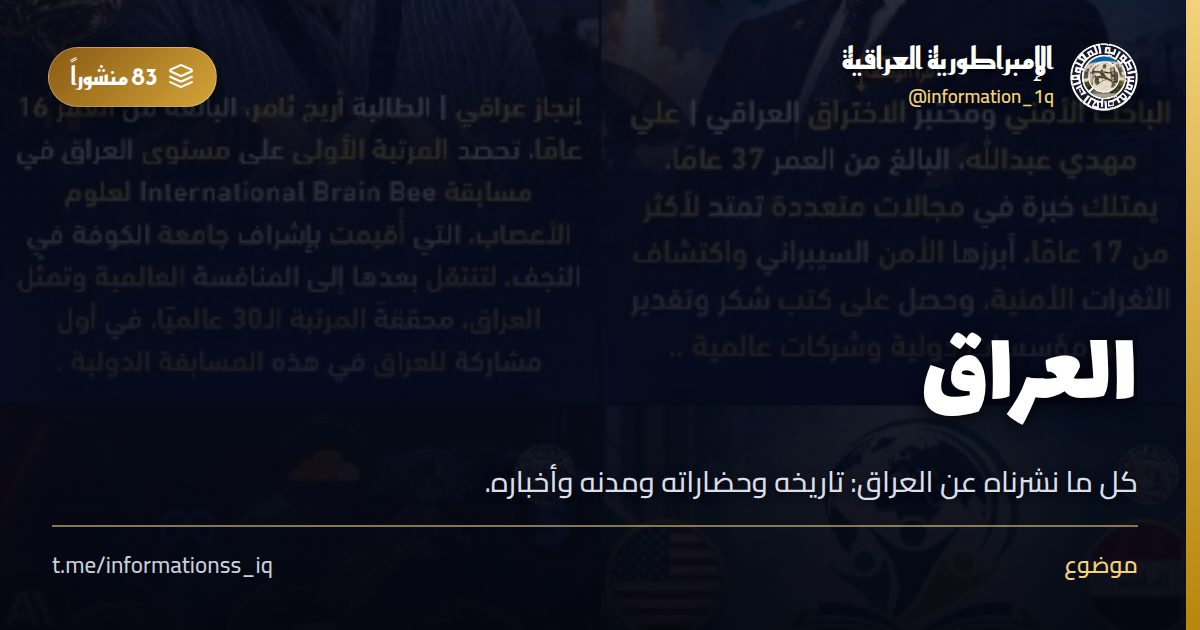 الإمبراطورية العراقية
@information_1q
83 منشوراً
الباحث الأمني ومختبر الاختراق العراقي | علي
مهدي عبدالله، البالغ من العمر 37 عامًا.
يمتلك خبرة في مجالات متعددة تمتد لأكثر
من 17 عامًا، أبرزها الأمن السيبراني واكتشاف
الثغرات الأمنية، وحصل على كتب شكر وتقدير
دولية وشركات عالمية ..
إنجاز عراقي | الطالبة أريج ثامر، البالغة من العمر 16
عامًا، تحصد المرتبة الأولى على مستوى العراق في
مسابقة International Brain Bee لعلوم
الأعصاب، التي أُقيمت بإشراف جامعة الكوفة في
النجف، لتنتقل بعدها إلى المنافسة العالمية وتمثّل
العراق، محققةً المرتبة الـ30 عالميًا، في أول
مشاركة للعراق في هذه المسابقة الدولية .
العراق
كل ما نشرناه عن العراق: تاريخه وحضاراته ومدنه وأخباره.
موضوع
t.me/informationss_iq
AI